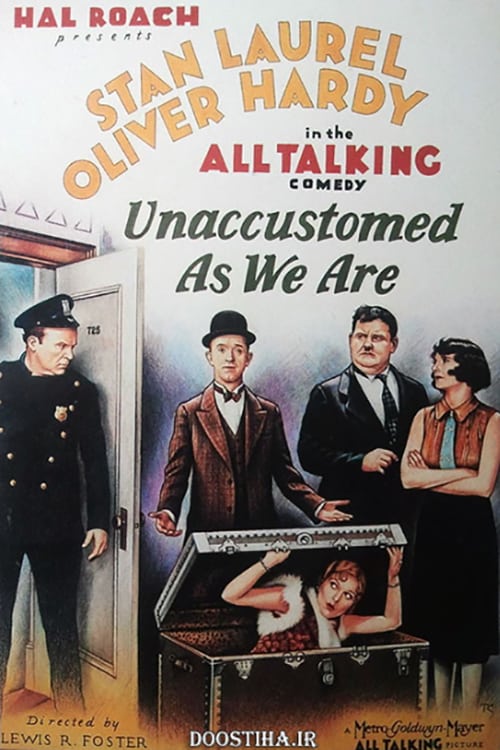 HAL ROACH
presents
STAN LAUREL
OLIVER HARDY
in the
ALL TALKING
COMEDY
Unaccustomed
As We Are
725
TC
Directed by
LEWIS R. FOSTER
A Metro-Goldwyn-Mayer
ALL TALKING PICTURE
DOOSTIHA.IR